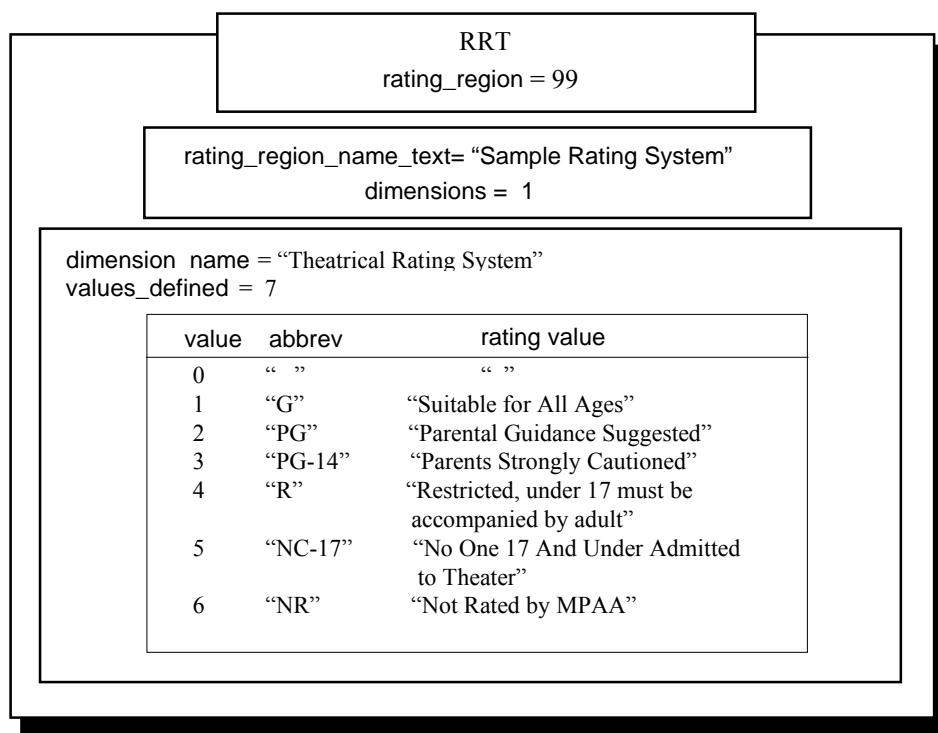 RRT
rating_region = 99
rating_region_name_text= “Sample Rating System”
dimensions = 1
dimension_name = “Theatrical Rating System”
values_defined = 7
value abbrev rating value
0 “ ” “ ”
1 “G” “Suitable for All Ages”
2 “PG” “Parental Guidance Suggested”
3 “PG-14” “Parents Strongly Cautioned”
4 “R” “Restricted, under 17 must be
accompanied by adult”
5 “NC-17” “No One 17 And Under Admitted
to Theater”
6 “NR” “Not Rated by MPAA”